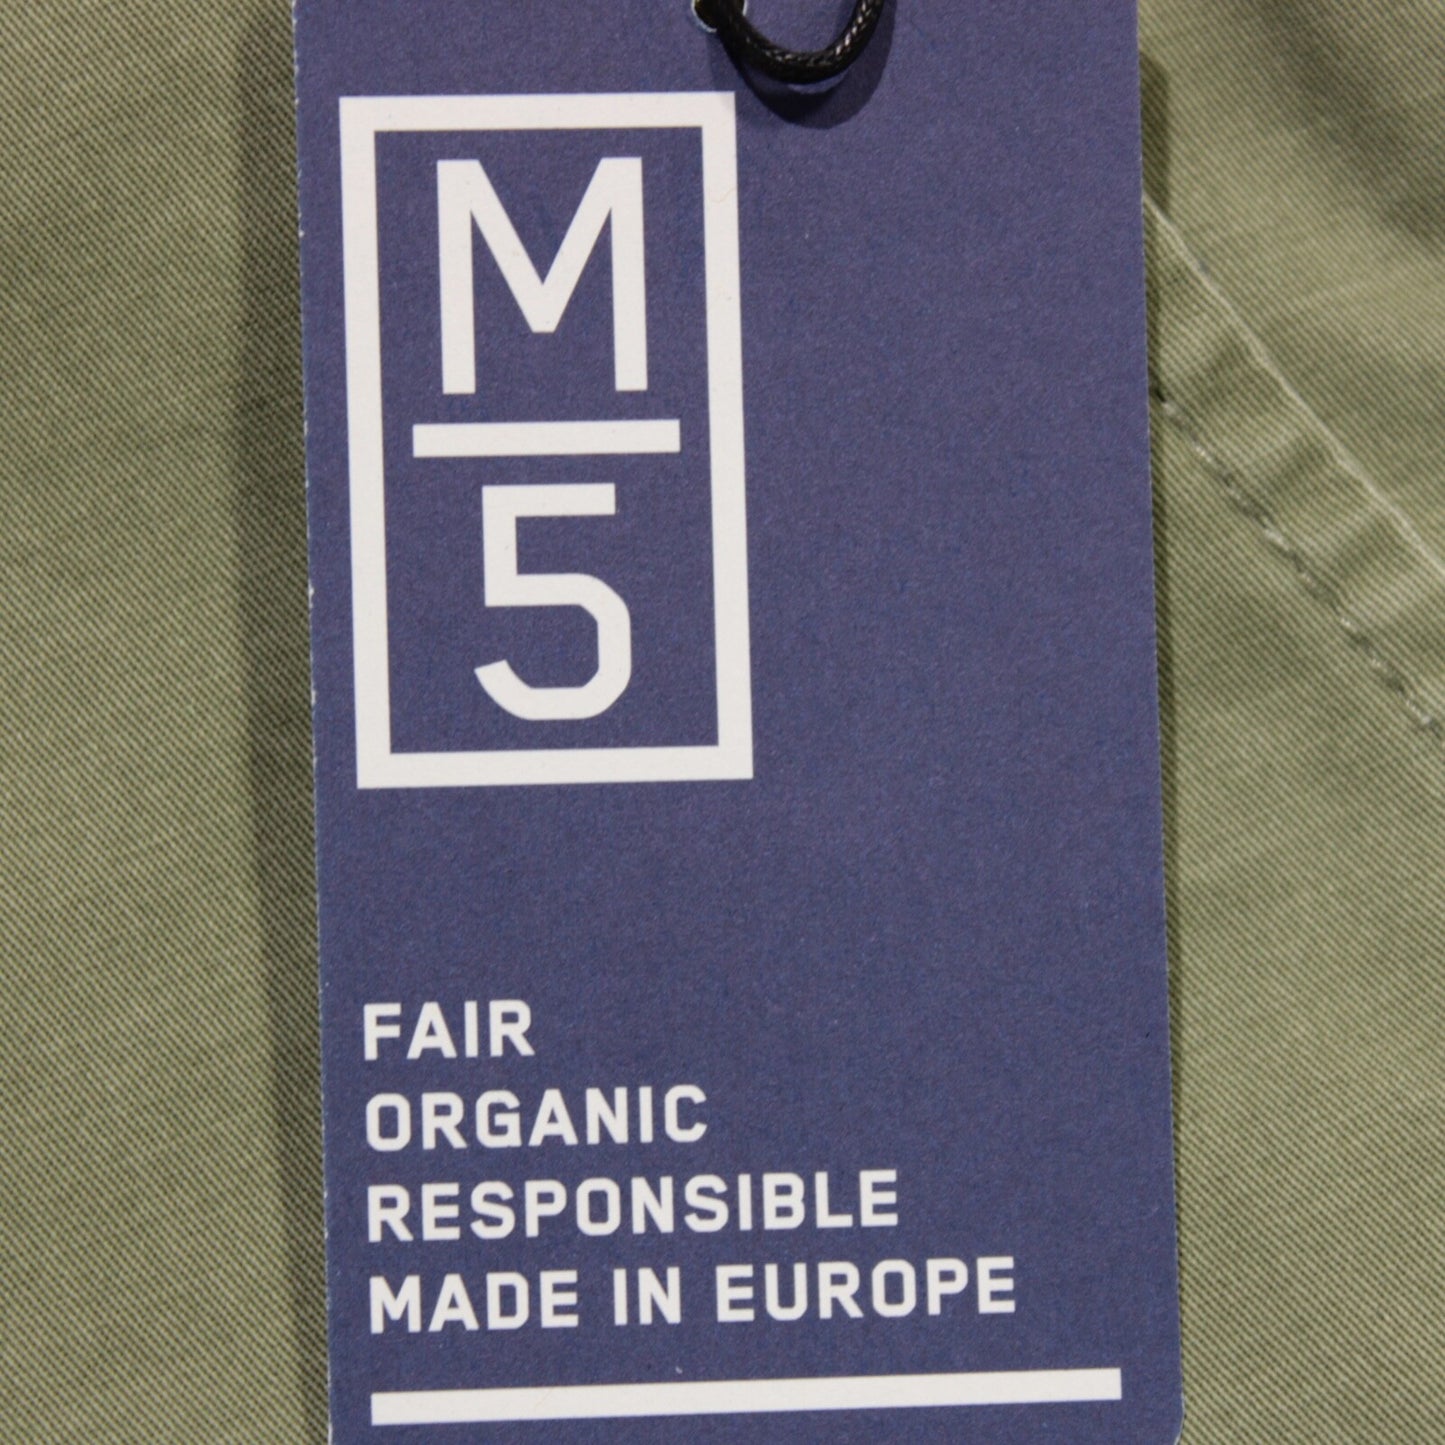 M
5
FAIR
ORGANIC
RESPONSIBLE
MADE IN EUROPE